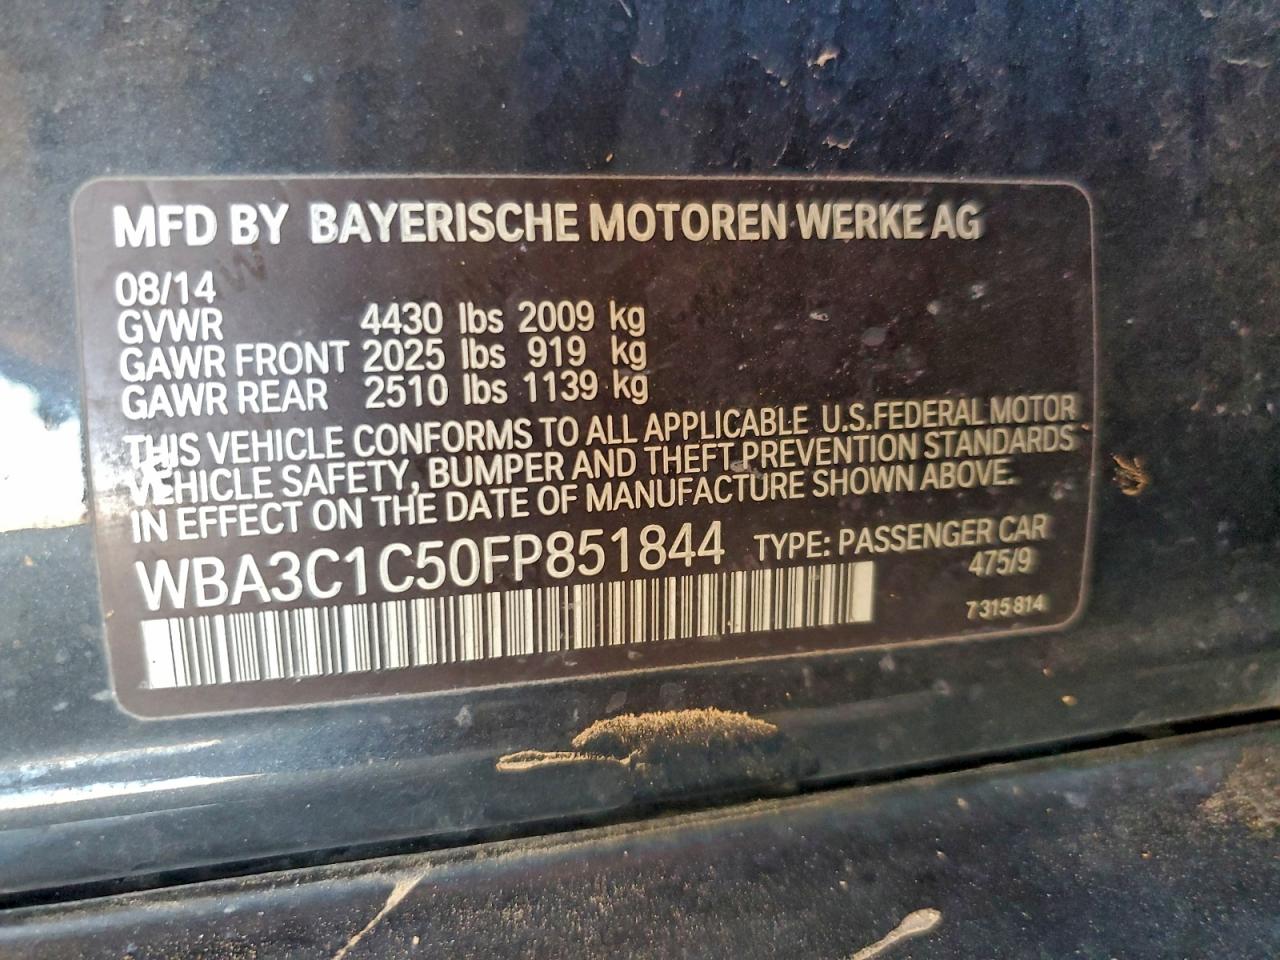 MFD BY BAYERISCHE MOTOREN WERKE AG
08/14
GVWR 4430 lbs 2009 kg
GAWR FRONT 2025 lbs 919 kg
GAWR REAR 2510 lbs 1139 kg
THIS VEHICLE CONFORMS TO ALL APPLICABLE U.S.FEDERAL MOTOR
VEHICLE SAFETY, BUMPER AND THEFT PREVENTION STANDARDS
IN EFFECT ON THE DATE OF MANUFACTURE SHOWN ABOVE.
WBA3C1C50FP851844 TYPE: PASSENGER CAR
475/9
7 315 814